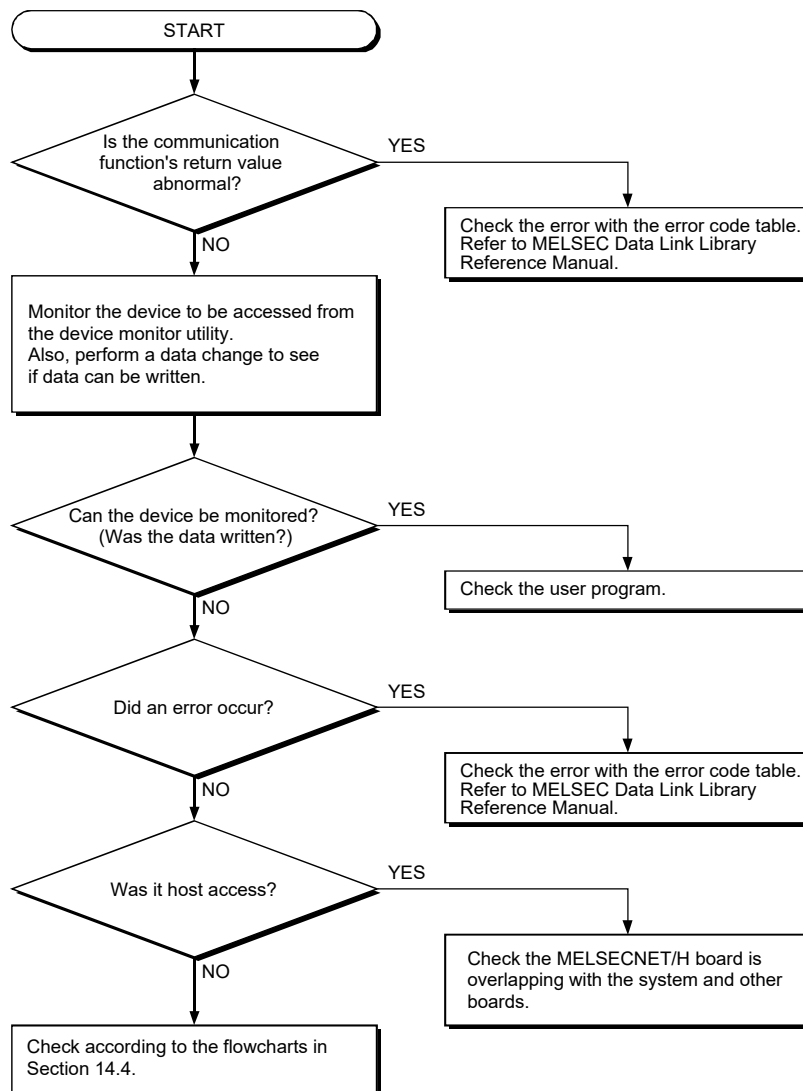 START
Is the communication
function's return value
abnormal?
YES
NO
Check the error with the error code table.
Refer to MELSEC Data Link Library
Reference Manual.
Monitor the device to be accessed from
the device monitor utility.
Also, perform a data change to see
if data can be written.
Can the device be monitored?
(Was the data written?)
YES
NO
Check the user program.
Did an error occur?
YES
NO
Check the error with the error code table.
Refer to MELSEC Data Link Library
Reference Manual.
Was it host access?
YES
NO
Check the MELSECNET/H board is
overlapping with the system and other
boards.
Check according to the flowcharts in
Section 14.4.